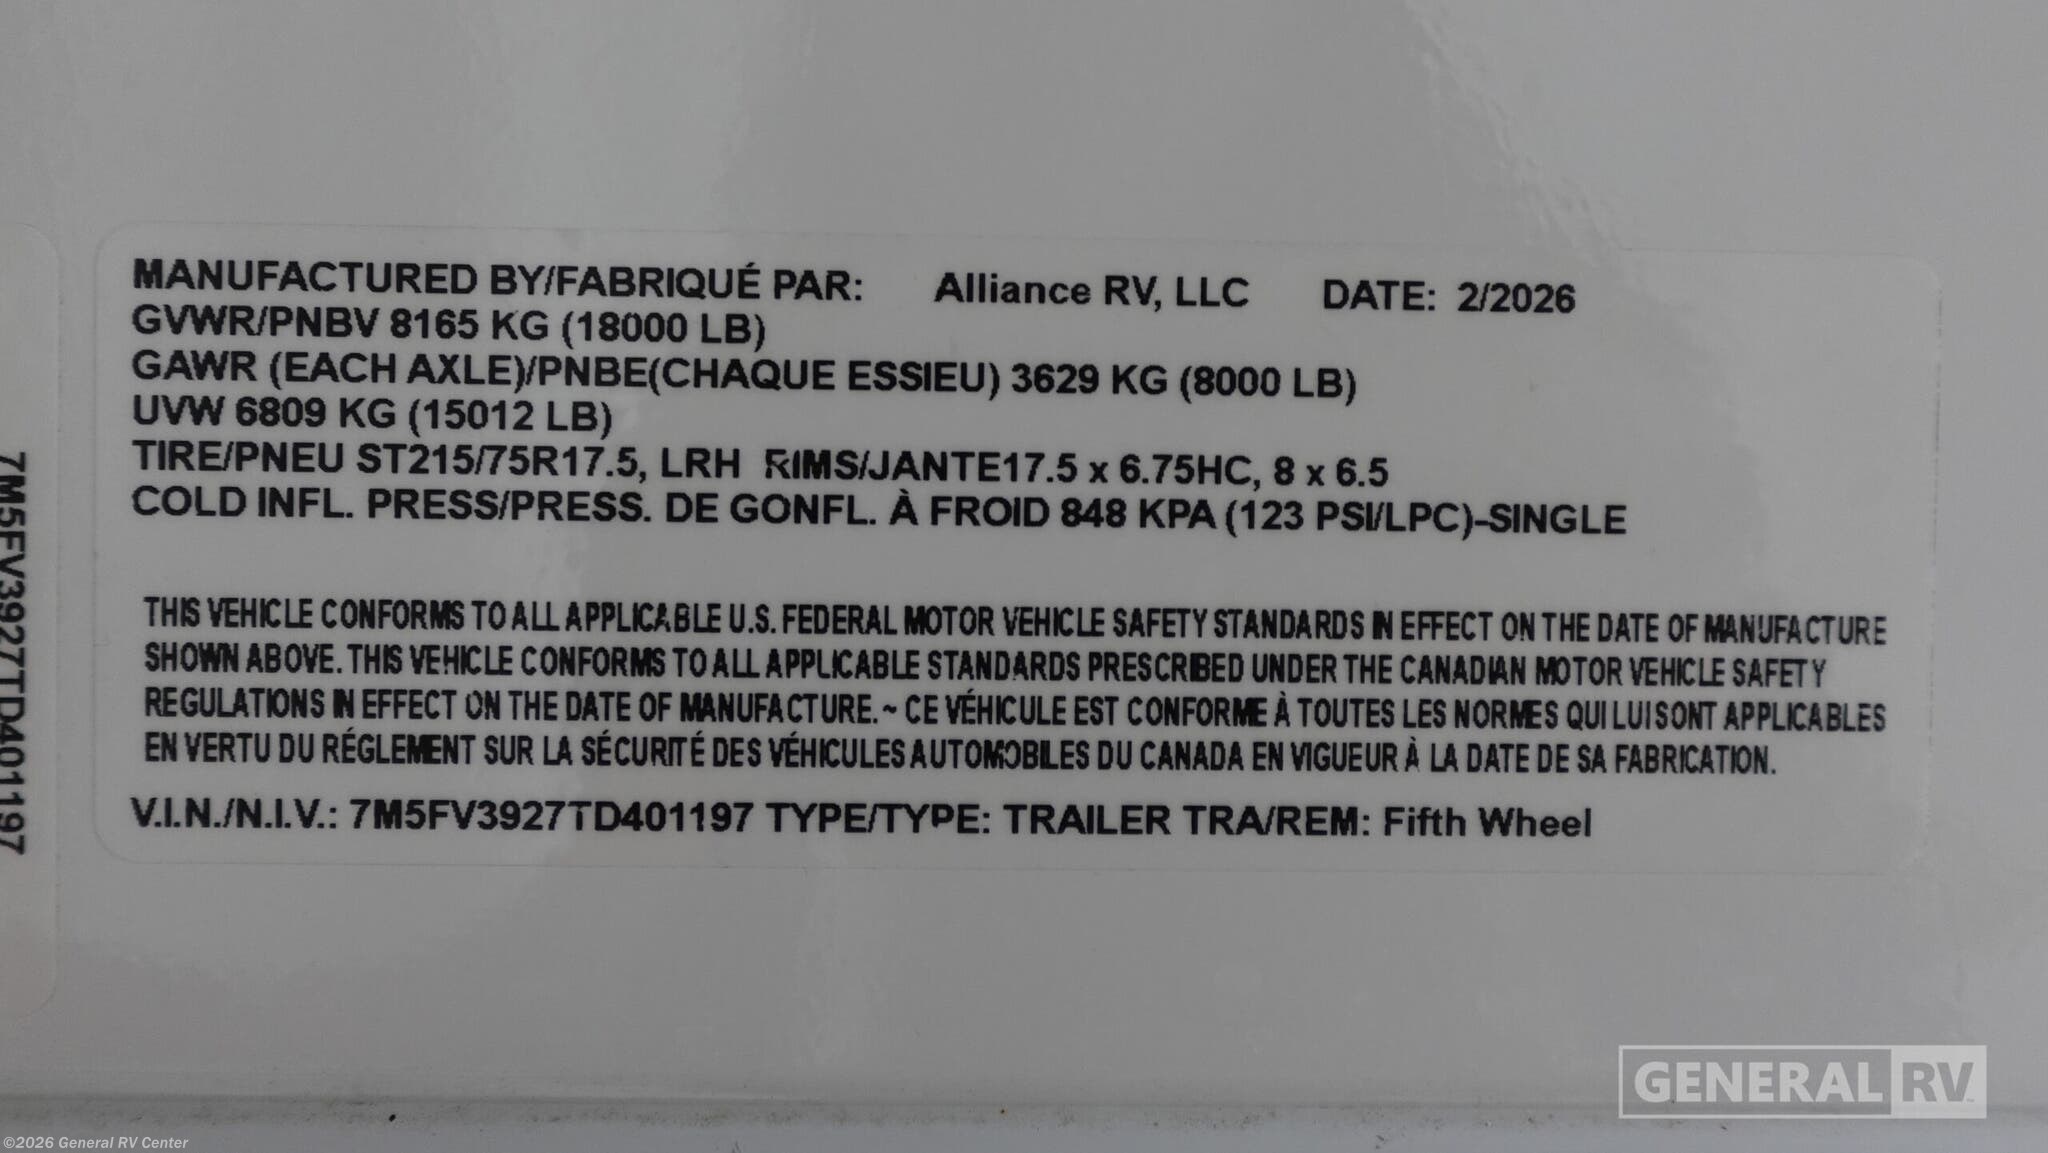 MANUFACTURED BY/FABRIQUÉ PAR: Alliance RV, LLC DATE: 2/2026
GVWR/PNBV 8165 KG (18000 LB)
GAWR (EACH AXLE)/PNBE(CHAQUE ESSIEU) 3629 KG (8000 LB)
UVW 6809 KG (15012 LB)
TIRE/PNEU ST215/75R17.5, LRH RIMS/JANTE17.5 x 6.75HC, 8 x 6.5
COLD INFL. PRESS/PRESS. DE GONFL. À FROID 848 KPA (123 PSI/LPC)-SINGLE
THIS VEHICLE CONFORMS TO ALL APPLICABLE U.S. FEDERAL MOTOR VEHICLE SAFETY STANDARDS IN EFFECT ON THE DATE OF MANUFACTURE
SHOWN ABOVE. THIS VEHICLE CONFORMS TO ALL APPLICABLE STANDARDS PRESCRIBED UNDER THE CANADIAN MOTOR VEHICLE SAFETY
REGULATIONS IN EFFECT ON THE DATE OF MANUFACTURE. ~ CE VÉHICULE EST CONFORME À TOUTES LES NORMES QUI LUI SONT APPLICABLES
EN VERTU DU RÉGLEMENT SUR LA SÉCURITÉ DES VÉHICULES AUTOMOBILES DU CANADA EN VIGUEUR À LA DATE DE SA FABRICATION.
V.I.N./N.I.V.: 7M5FV3927TD401197 TYPE/TYPE: TRAILER TRA/REM: Fifth Wheel
7M5FV3927TD401197
GENERAL RV
©2026 General RV Center